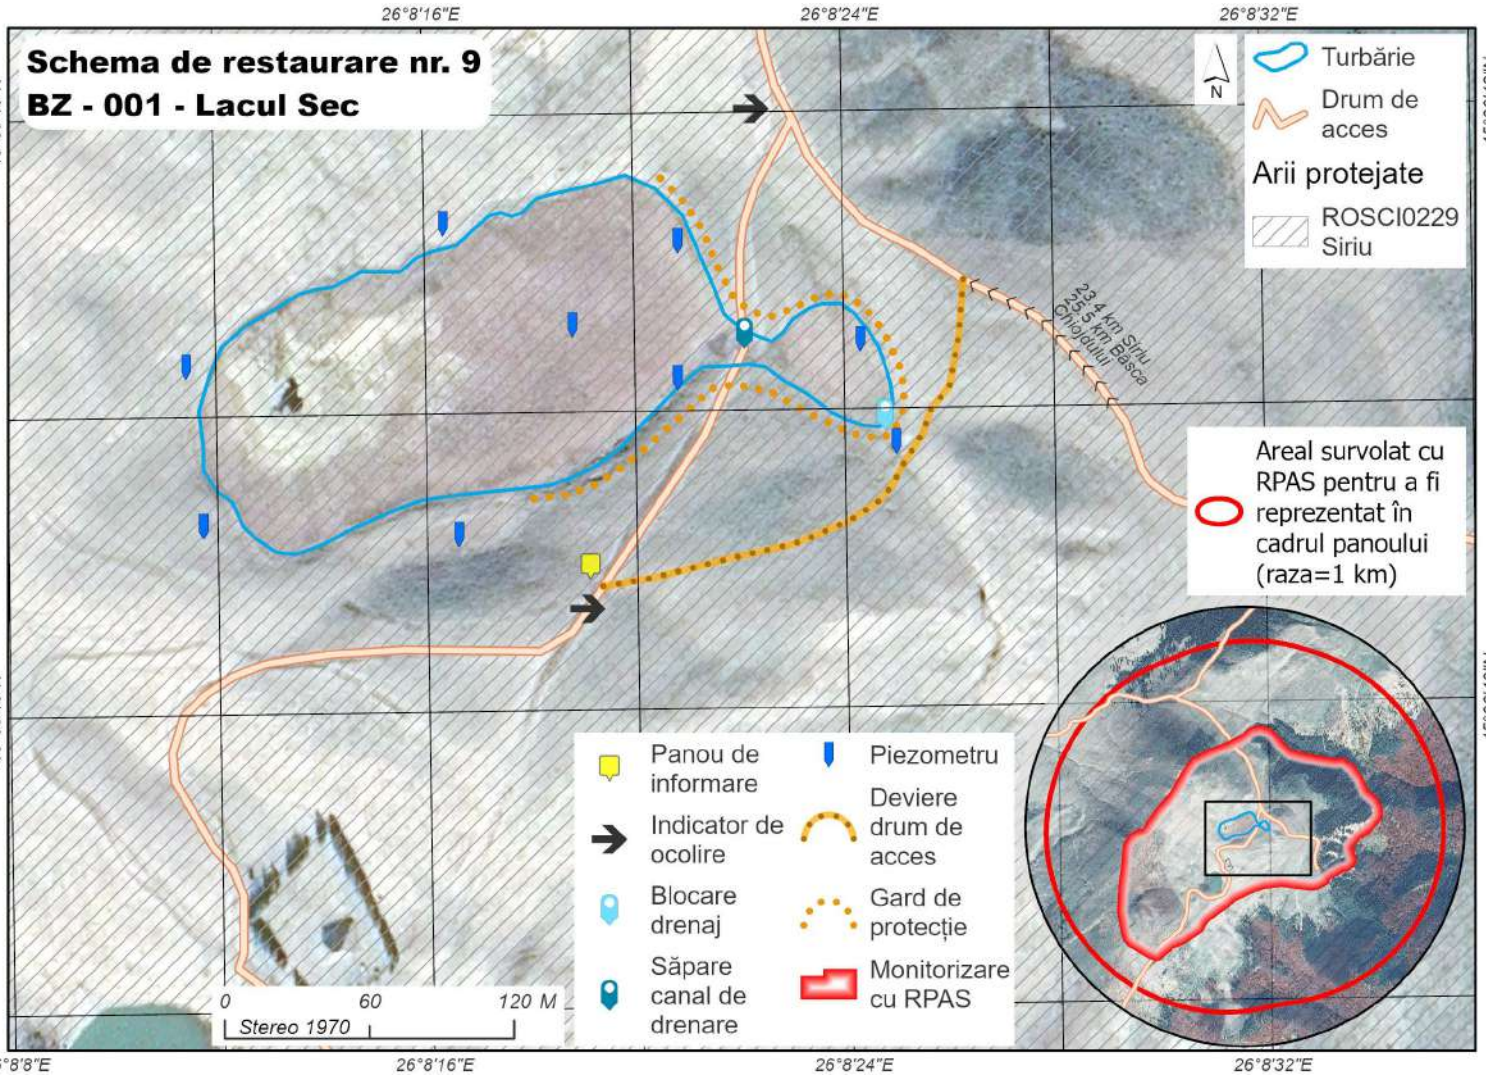 26°8'16"E
26°8'24"E
26°8'32"E
Schema de restaurare nr. 9
BZ - 001 - Lacul Sec
N
Turbărie
Drum de
acces
Arii protejate
ROSCI0229
Siriu
23.4 km Siriu
25.5 km Bâsca
Chiojdului
Areal survolat cu
RPAS pentru a fi
reprezentat în
cadrul panoului
(raza=1 km)
Panou de
informare
Indicator de
ocolire
Blocare
drenaj
Săpare
canal de
drenare
Piezometru
Deviere
drum de
acces
Gard de
protecție
Monitorizare
cu RPAS
0 60 120 M
Stereo 1970
°8'8"E
26°8'16"E
26°8'24"E
26°8'32"E